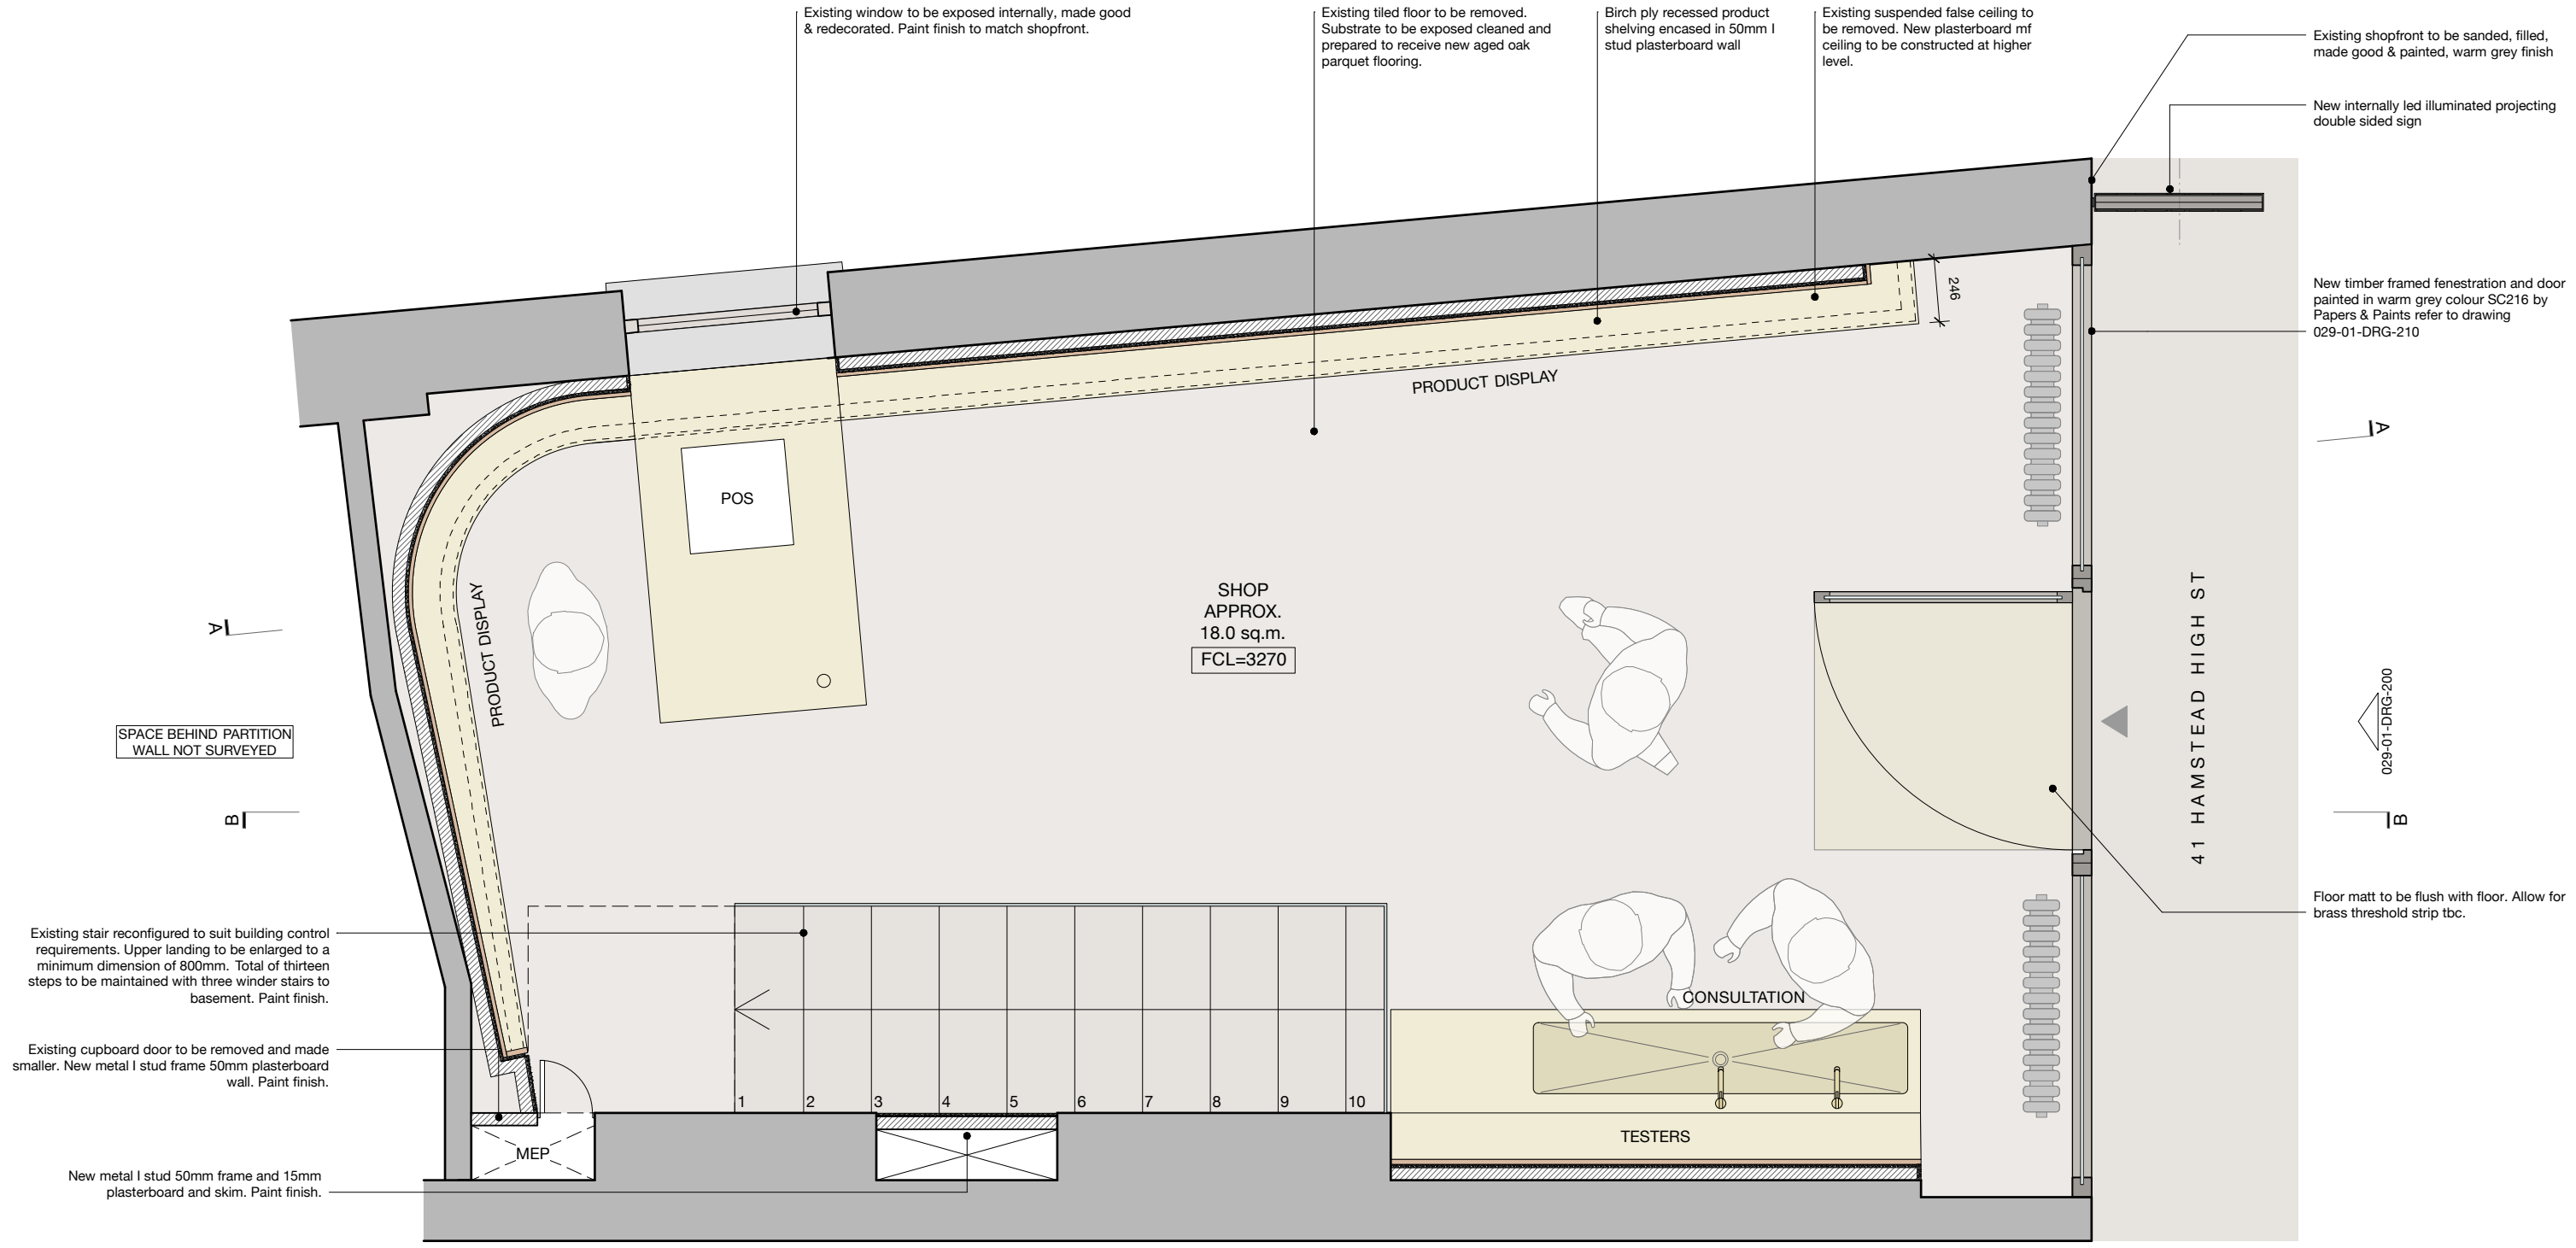 Existing window to be exposed internally, made good
& redecorated. Paint finish to match shopfront.
Existing tiled floor to be removed.
Substrate to be exposed cleaned and
prepared to receive new aged oak
parquet flooring.
Birch ply recessed product
shelving encased in 50mm I
stud plasterboard wall
Existing suspended false ceiling to
be removed. New plasterboard mf
ceiling to be constructed at higher
level.
Existing shopfront to be sanded, filled,
made good & painted, warm grey finish
New internally led illuminated projecting
double sided sign
New timber framed fenestration and door
painted in warm grey colour SC216 by
Papers & Paints refer to drawing
029-01-DRG-210
246
PRODUCT DISPLAY
A
POS
PRODUCT DISPLAY
SHOP
APPROX.
18.0 sq.m.
FCL=3270
A
41 HAMSTEAD HIGH ST
029-01-DRG-200
SPACE BEHIND PARTITION
WALL NOT SURVEYED
B
B
Floor matt to be flush with floor. Allow for
brass threshold strip tbc.
Existing stair reconfigured to suit building control
requirements. Upper landing to be enlarged to a
minimum dimension of 800mm. Total of thirteen
steps to be maintained with three winder stairs to
basement. Paint finish.
CONSULTATION
Existing cupboard door to be removed and made
smaller. New metal I stud frame 50mm plasterboard
wall. Paint finish.
1 2 3 4 5 6 7 8 9 10
TESTERS
MEP
New metal I stud 50mm frame and 15mm
plasterboard and skim. Paint finish.